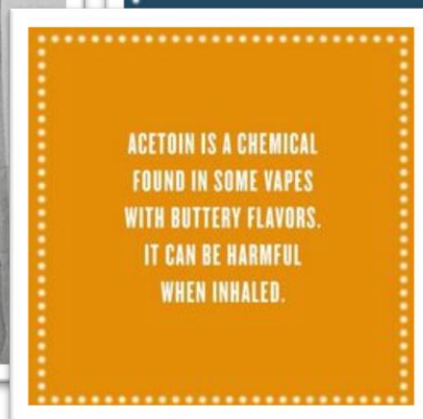 ACETOIN IS A CHEMICAL
FOUND IN SOME VAPES
WITH BUTTERY FLAVORS.
IT CAN BE HARMFUL
WHEN INHALED.